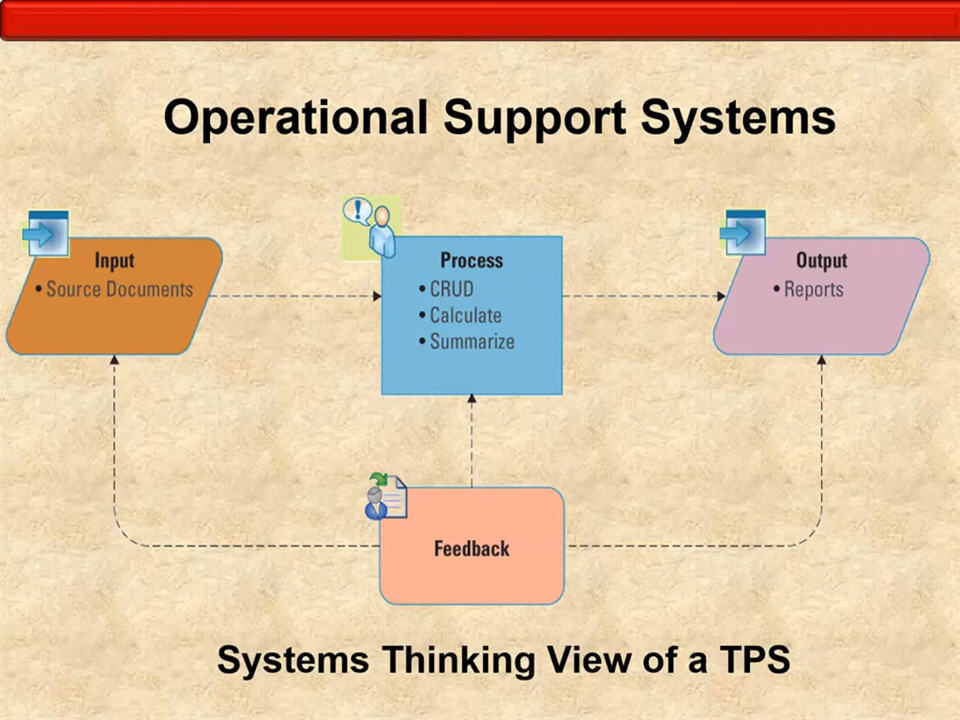 Operational Support Systems
Input
• Source Documents
Process
• CRUD
• Calculate
• Summarize
Output
• Reports
Feedback
Systems Thinking View of a TPS